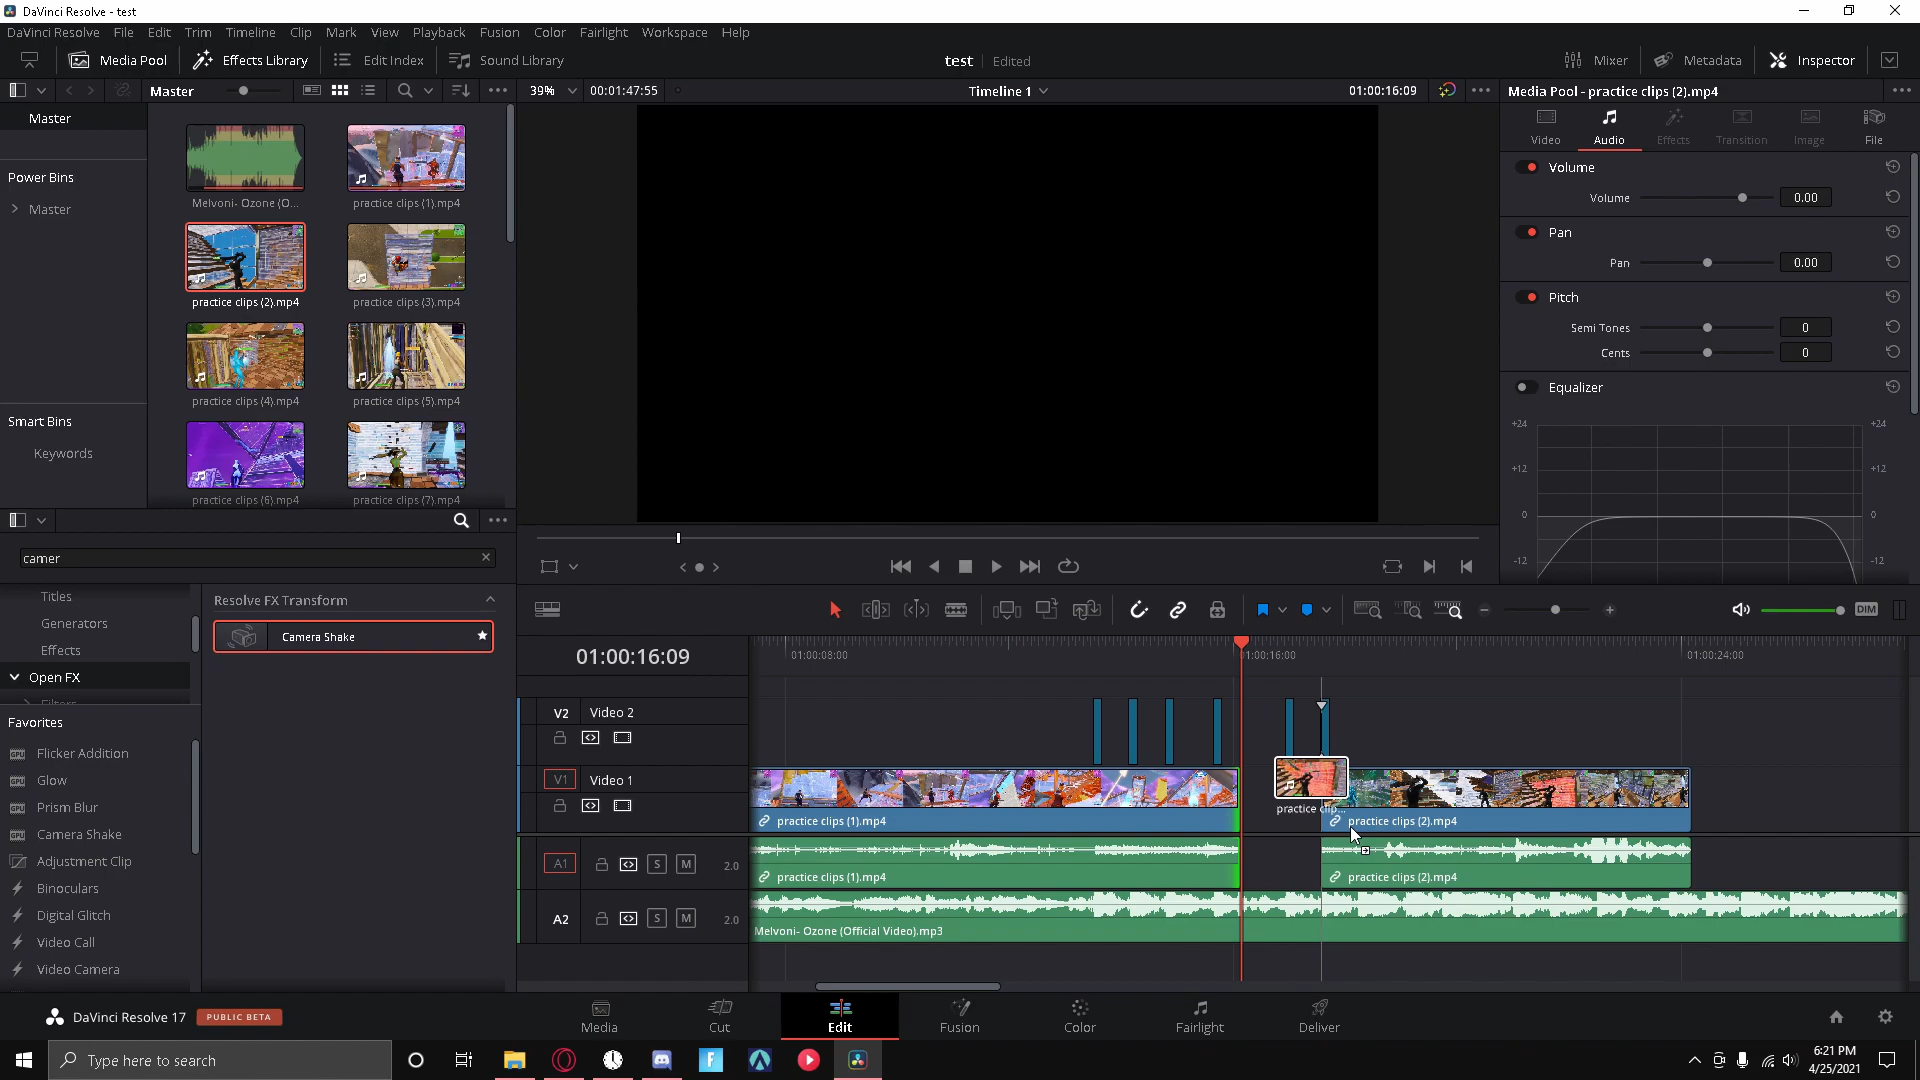 DaVinci Resolve - test
DaVinci Resolve File Edit Trim Timeline Clip Mark View Playback Fusion Color Fairlight Workspace Help
Media Pool Effects Library Edit Index Sound Library test Edited Mixer Metadata Inspector
Master 39% 00:01:47:55 Timeline 1 01:00:16:09 Media Pool - practice clips (2).mp4
Master
Power Bins
Master
Smart Bins
Keywords
Melvoni- Ozone (O...
practice clips (1).mp4
practice clips (2).mp4
practice clips (3).mp4
practice clips (4).mp4
practice clips (5).mp4
practice clips (6).mp4
practice clips (7).mp4
Video Audio Effects Transition Image File
Volume
Volume 0.00
Pan
Pan 0.00
Pitch
Semi Tones 0
Cents 0
Equalizer
+24 +24
+12 +12
0 0
-12 -12
camer
Titles
Generators
Effects
Open FX
Filters
Favorites
Flicker Addition
Glow
Prism Blur
Camera Shake
Adjustment Clip
Binoculars
Digital Glitch
Video Call
Video Camera
Resolve FX Transform
Camera Shake
DIM
01:00:16:09
01:00:08:00 01:00:16:00 01:00:24:00
V2 Video 2
V1 Video 1
practice clip...
practice clips (1).mp4 practice clips (2).mp4
A1 S M 2.0
practice clips (1).mp4 practice clips (2).mp4
A2 S M 2.0
Melvoni- Ozone (Official Video).mp3
DaVinci Resolve 17 PUBLIC BETA
Media Cut Edit Fusion Color Fairlight Deliver
Type here to search
6:21 PM
4/25/2021